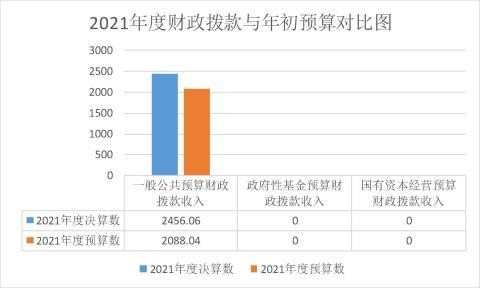 2021年度财政拨款与年初预算对比图
3000
2500
2000
1500
1000
500
0
一般公共预算财政
拨款收入
政府性基金预算财
政拨款收入
国有资本经营预算
财政拨款收入
2021年度决算数 2456.06 0 0
2021年度预算数 2088.04 0 0
2021年度决算数 2021年度预算数